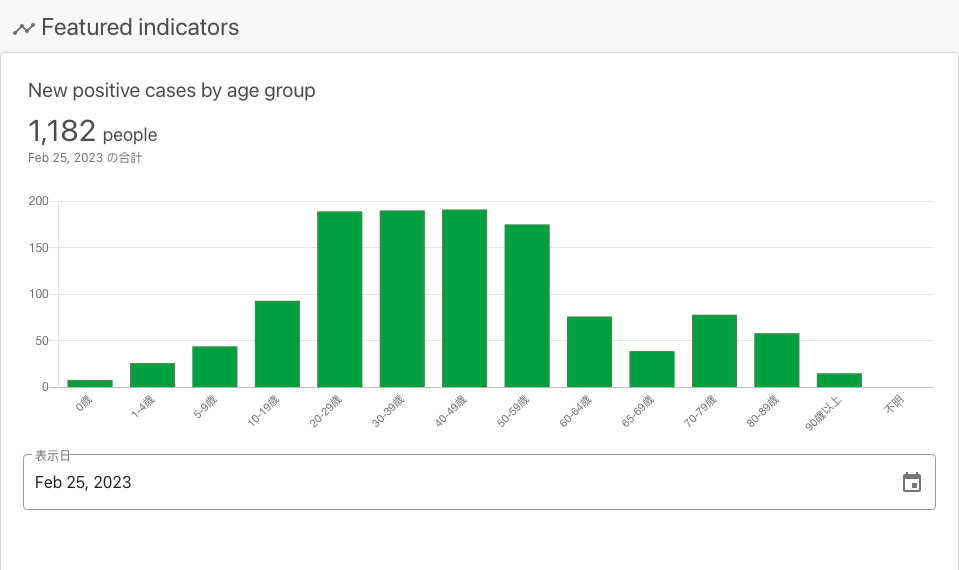 Featured indicators
New positive cases by age group
1,182 people
Feb 25, 2023 の合計
200
150
100
50
0
0歳
1-4歳
5-9歳
10-19歳
20-29歳
30-39歳
40-49歳
50-59歳
60-64歳
65-69歳
70-79歳
80-89歳
90歳以上
不明
表示日
Feb 25, 2023